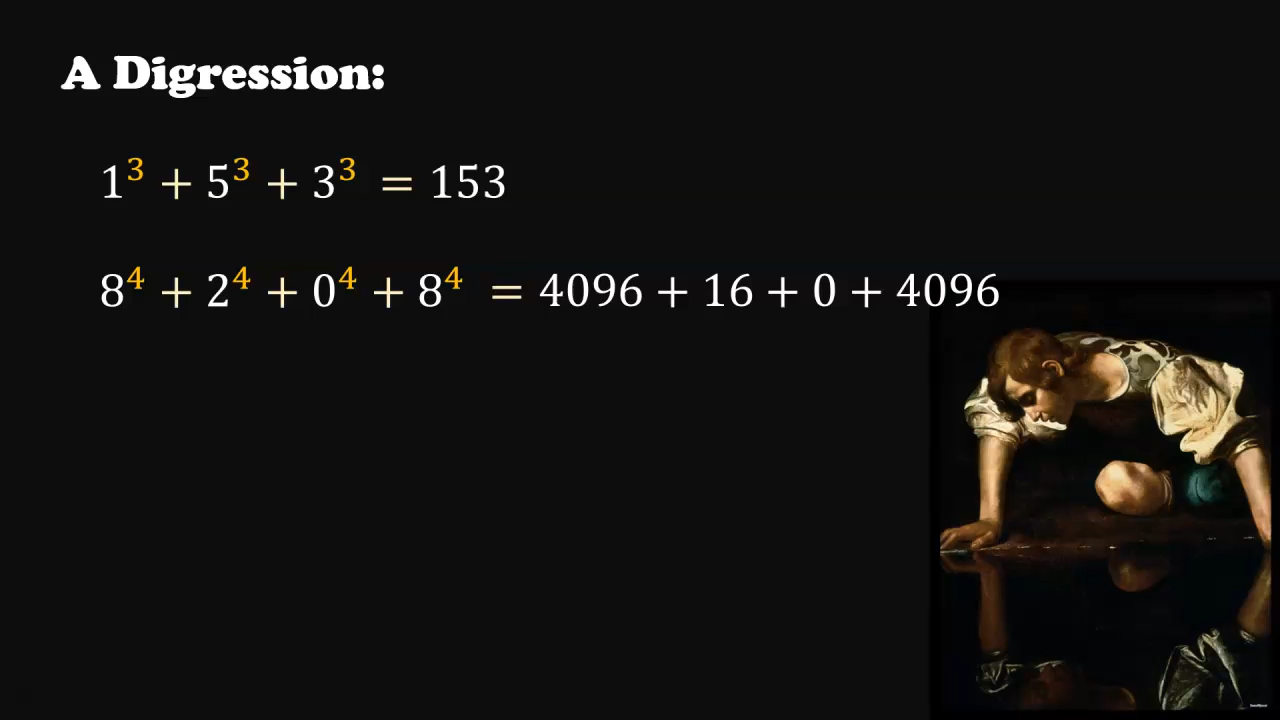 A Digression:
1³ + 5³ + 3³ = 153
8⁴ + 2⁴ + 0⁴ + 8⁴ = 4096 + 16 + 0 + 4096